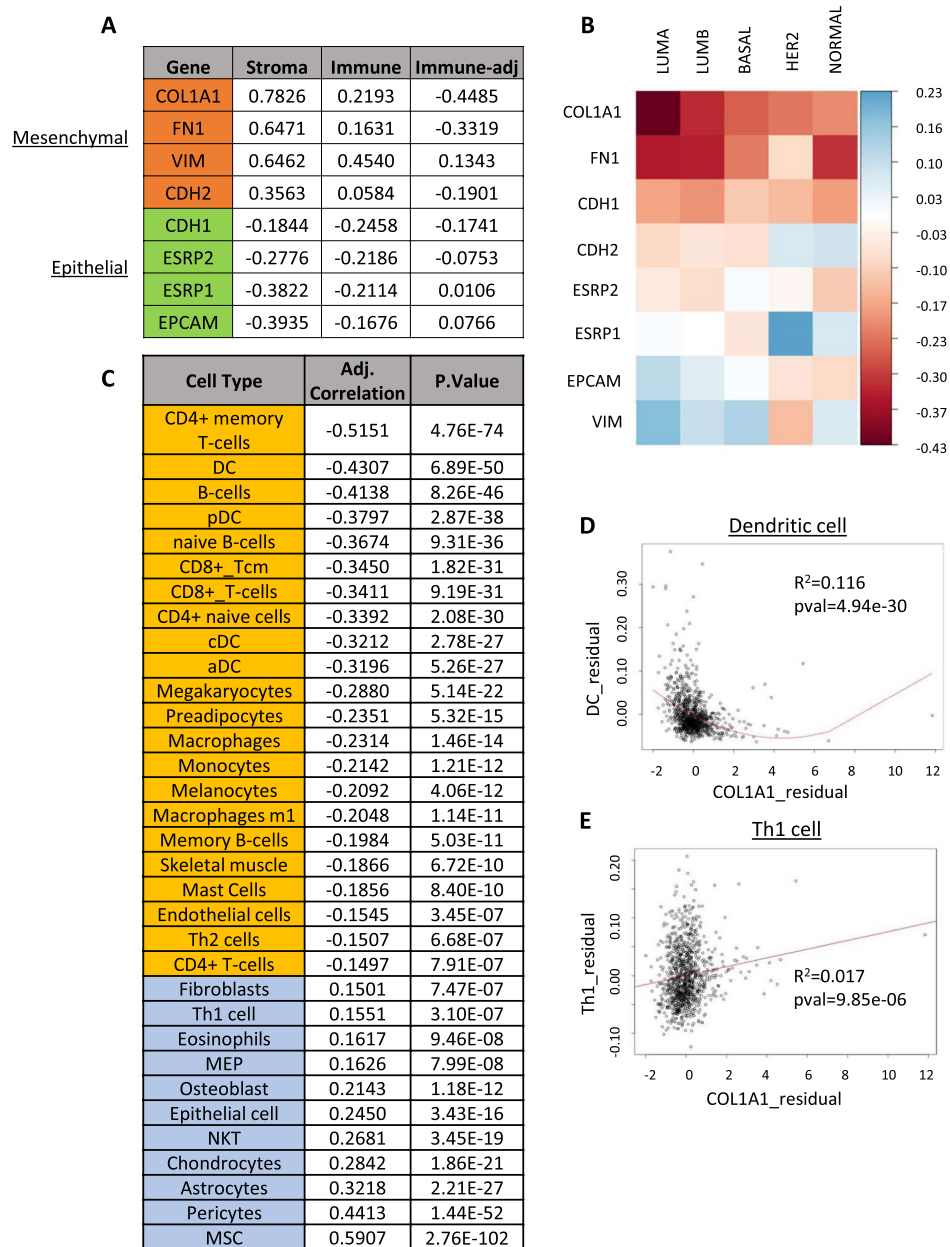 A
Gene Stroma Immune Immune-adj
Mesenchymal
COL1A1 0.7826 0.2193 -0.4485
FN1 0.6471 0.1631 -0.3319
VIM 0.6462 0.4540 0.1343
CDH2 0.3563 0.0584 -0.1901
Epithelial
CDH1 -0.1844 -0.2458 -0.1741
ESRP2 -0.2776 -0.2186 -0.0753
ESRP1 -0.3822 -0.2114 0.0106
EPCAM -0.3935 -0.1676 0.0766
B
LUMA
LUMB
BASAL
HER2
NORMAL
COL1A1
FN1
CDH1
CDH2
ESRP2
ESRP1
EPCAM
VIM
0.23
0.17
0.10
0.03
-0.03
-0.10
-0.17
-0.23
-0.30
-0.37
-0.43
C
Cell Type Adj. Correlation P.Value
CD4+ memory T-cells -0.5151 4.76E-74
DC -0.4307 6.89E-50
B-cells -0.4138 8.26E-46
pDC -0.3797 2.87E-38
naive B-cells -0.3674 9.31E-36
CD8+_Tcm -0.3450 1.82E-31
CD8+_T-cells -0.3411 9.19E-31
CD4+ naive cells -0.3392 2.08E-30
cDC -0.3212 2.78E-27
aDC -0.3196 5.26E-27
Megakaryocytes -0.2880 5.14E-22
Preadipocytes -0.2351 5.32E-15
Macrophages -0.2314 1.46E-14
Monocytes -0.2142 1.21E-12
Melanocytes -0.2092 4.06E-12
Macrophages m1 -0.2048 1.14E-11
Memory B-cells -0.1984 5.03E-11
Skeletal muscle -0.1866 6.72E-10
Mast Cells -0.1856 8.40E-10
Endothelial cells -0.1545 3.45E-07
Th2 cells -0.1507 6.68E-07
CD4+ T-cells -0.1497 7.91E-07
Fibroblasts 0.1501 7.47E-07
Th1 cell 0.1551 3.10E-07
Eosinophils 0.1617 9.46E-08
MEP 0.1626 7.99E-08
Osteoblast 0.2143 1.18E-12
Epithelial cell 0.2450 3.43E-16
NKT 0.2681 3.45E-19
Chondrocytes 0.2842 1.86E-21
Astrocytes 0.3218 2.21E-27
Pericytes 0.4413 1.44E-52
MSC 0.5907 2.76E-102
D
Dendritic cell
R²=0.116
pval=4.94e-30
DC_residual
0.30
0.20
0.10
0.00
-2 0 2 4 6 8 10 12
COL1A1_residual
E
Th1 cell
R²=0.017
pval=9.85e-06
Th1_residual
0.20
0.10
0.00
-0.10
-2 0 2 4 6 8 10 12
COL1A1_residual